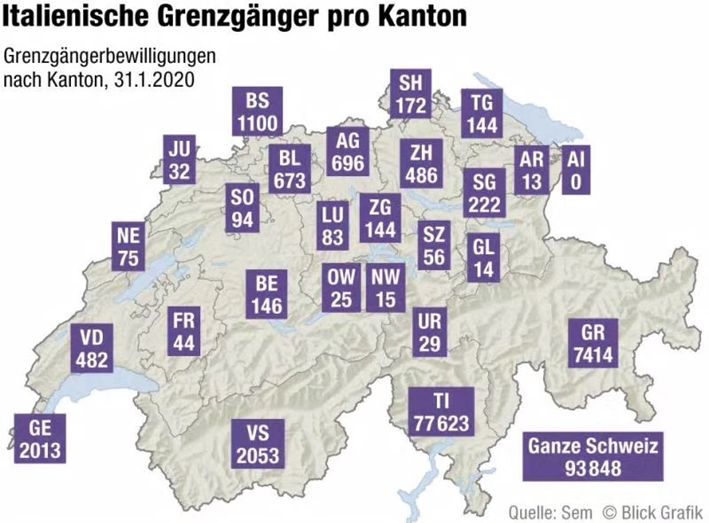 Italienische Grenzgänger pro Kanton
Grenzgängerbewilligungen
nach Kanton, 31.1.2020
SH
172
TG
144
BS
1100
AG
696
ZH
486
JU
32
BL
673
AR
13
AI
0
SG
222
SO
94
LU
83
ZG
144
SZ
56
GL
14
NE
75
BE
146
OW
25
NW
15
FR
44
UR
29
VD
482
GR
7414
GE
2013
VS
2053
TI
77 623
Ganze Schweiz
93 848
Quelle: Sem © Blick Grafik